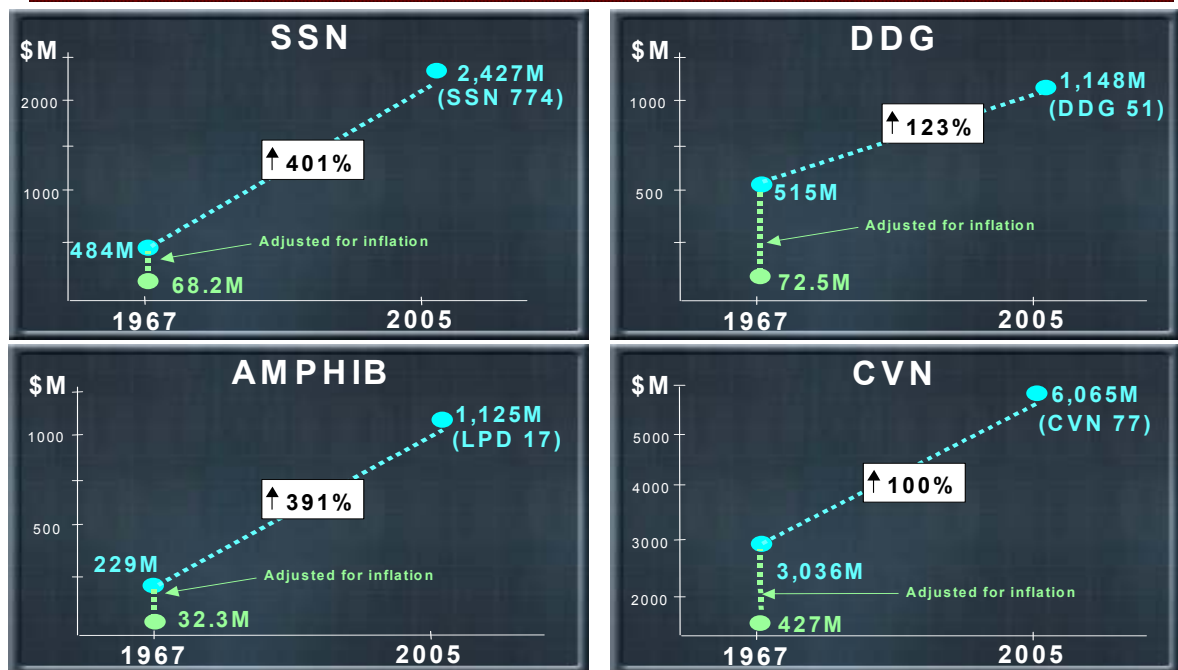 SSN
$M
2000
1000
2,427M
(SSN 774)
↑ 401%
484M
Adjusted for inflation
68.2M
1967 2005
DDG
$M
1000
500
1,148M
(DDG 51)
↑ 123%
515M
Adjusted for inflation
72.5M
1967 2005
AMPHIB
$M
1000
500
1,125M
(LPD 17)
↑ 391%
229M
Adjusted for inflation
32.3M
1967 2005
CVN
$M
5000
4000
3000
2000
6,065M
(CVN 77)
↑ 100%
3,036M
Adjusted for inflation
427M
1967 2005